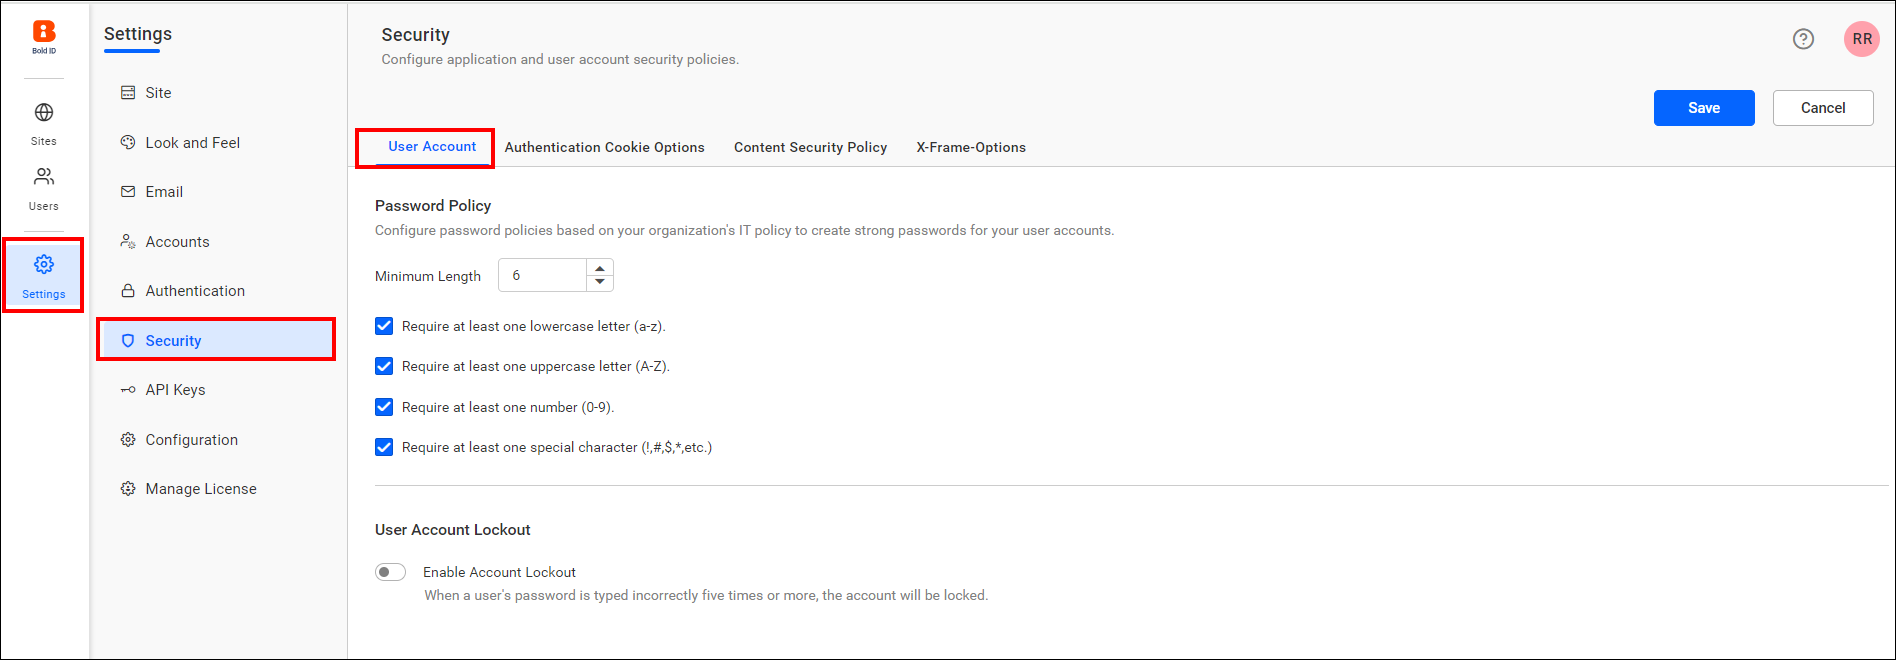 Bold ID
Sites
Users
Settings
Settings
Site
Look and Feel
Email
Accounts
Authentication
Security
API Keys
Configuration
Manage License
Security
Configure application and user account security policies.
RR
Save
Cancel
User Account
Authentication Cookie Options
Content Security Policy
X-Frame-Options
Password Policy
Configure password policies based on your organization's IT policy to create strong passwords for your user accounts.
Minimum Length 6
Require at least one lowercase letter (a-z).
Require at least one uppercase letter (A-Z).
Require at least one number (0-9).
Require at least one special character (!,#,$,*,etc.)
User Account Lockout
Enable Account Lockout
When a user's password is typed incorrectly five times or more, the account will be locked.